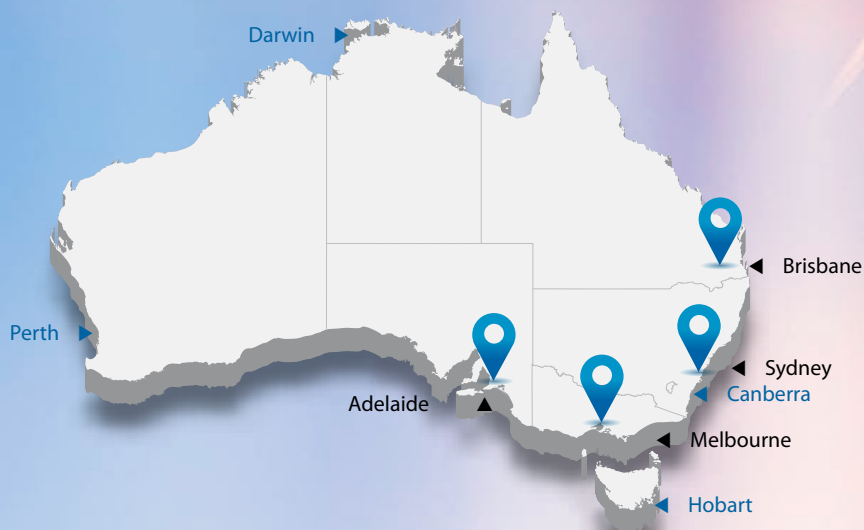 Darwin
Brisbane
Perth
Sydney
Canberra
Adelaide
Melbourne
Hobart